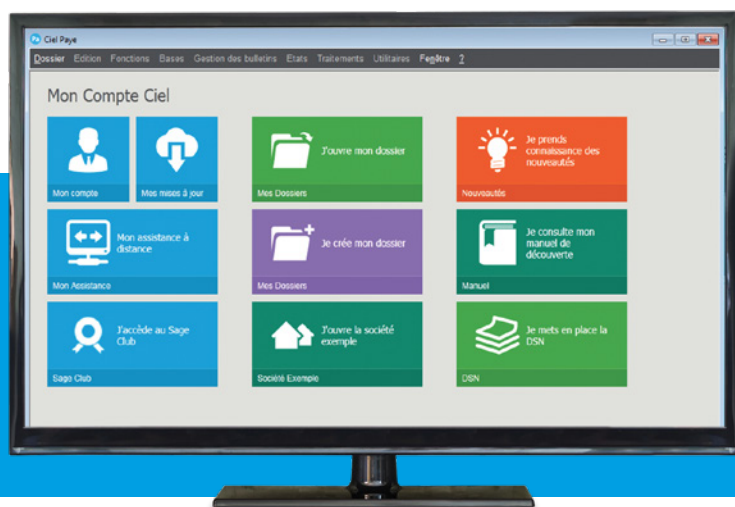 Ciel Paye
Dossier Edition Fonctions Bases Gestion des bulletins Etats Traitements Utilitaires Fenêtre ?
Mon Compte Ciel
Mon compte
Mes mises à jour
J'ouvre mon dossier
Mes Dossiers
Je prends
connaissance des
nouveautés
Nouveautés
Mon assistance à
distance
Mon Assistance
Je crée mon dossier
Mes Dossiers
Je consulte mon
manuel de
découverte
Manuel
J'accède au Sage
Club
Sage Club
J'ouvre la société
exemple
Société Exemple
Je mets en place la
DSN
DSN